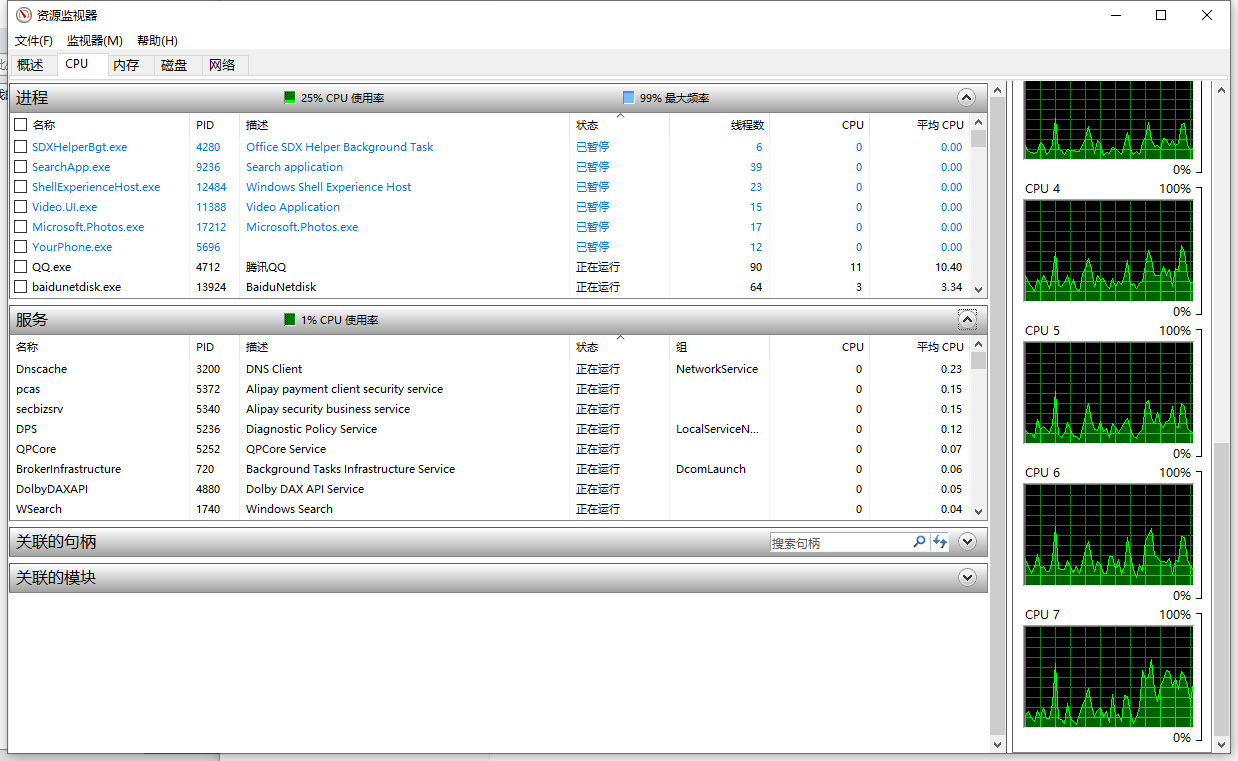 资源监视器
文件(F) 监视器(M) 帮助(H)
概述 CPU 内存 磁盘 网络
进程 25% CPU 使用率 99% 最大频率
名称 PID 描述 状态 线程数 CPU 平均 CPU
SDXHelperBgt.exe 4280 Office SDX Helper Background Task 已暂停 6 0 0.00
SearchApp.exe 9236 Search application 已暂停 39 0 0.00
ShellExperienceHost.exe 12484 Windows Shell Experience Host 已暂停 23 0 0.00
Video.UI.exe 11388 Video Application 已暂停 15 0 0.00
Microsoft.Photos.exe 17212 Microsoft.Photos.exe 已暂停 17 0 0.00
YourPhone.exe 5696 已暂停 12 0 0.00
QQ.exe 4712 腾讯QQ 正在运行 90 11 10.40
baidunetdisk.exe 13924 BaiduNetdisk 正在运行 64 3 3.34
服务 1% CPU 使用率
名称 PID 描述 状态 组 CPU 平均 CPU
Dnscache 3200 DNS Client 正在运行 NetworkService 0 0.23
pcas 5372 Alipay payment client security service 正在运行 0 0.15
secbizsrv 5340 Alipay security business service 正在运行 0 0.15
DPS 5236 Diagnostic Policy Service 正在运行 LocalServiceN... 0 0.12
QPCore 5252 QPCore Service 正在运行 0 0.07
BrokerInfrastructure 720 Background Tasks Infrastructure Service 正在运行 DcomLaunch 0 0.06
DolbyDAXAPI 4880 Dolby DAX API Service 正在运行 0 0.05
WSearch 1740 Windows Search 正在运行 0 0.04
关联的句柄 搜索句柄
关联的模块
0%
CPU 4 100%
0%
CPU 5 100%
0%
CPU 6 100%
0%
CPU 7 100%
0%